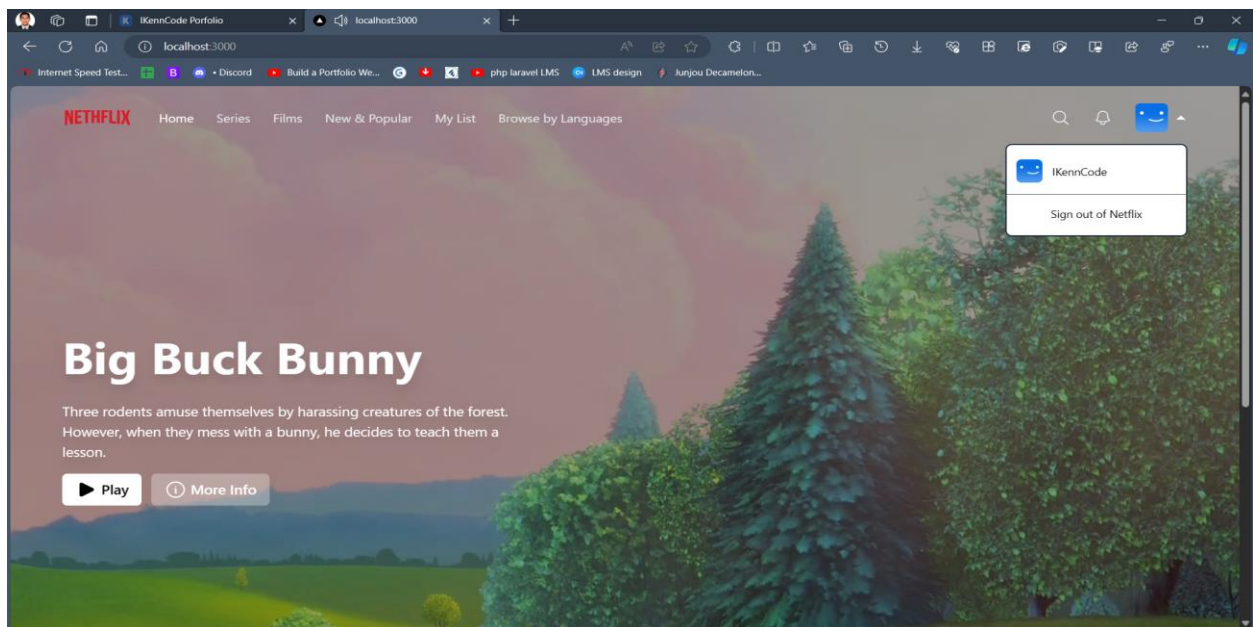 IKennCode Porfolio
localhost:3000
localhost:3000
Internet Speed Test...
B
• Discord
Build a Portfolio We...
php laravel LMS
LMS design
Junjou Decamelon...
NETHFLIX Home Series Films New & Popular My List Browse by Languages
IKennCode
Sign out of Netflix
Big Buck Bunny
Three rodents amuse themselves by harassing creatures of the forest.
However, when they mess with a bunny, he decides to teach them a
lesson.
Play
More Info